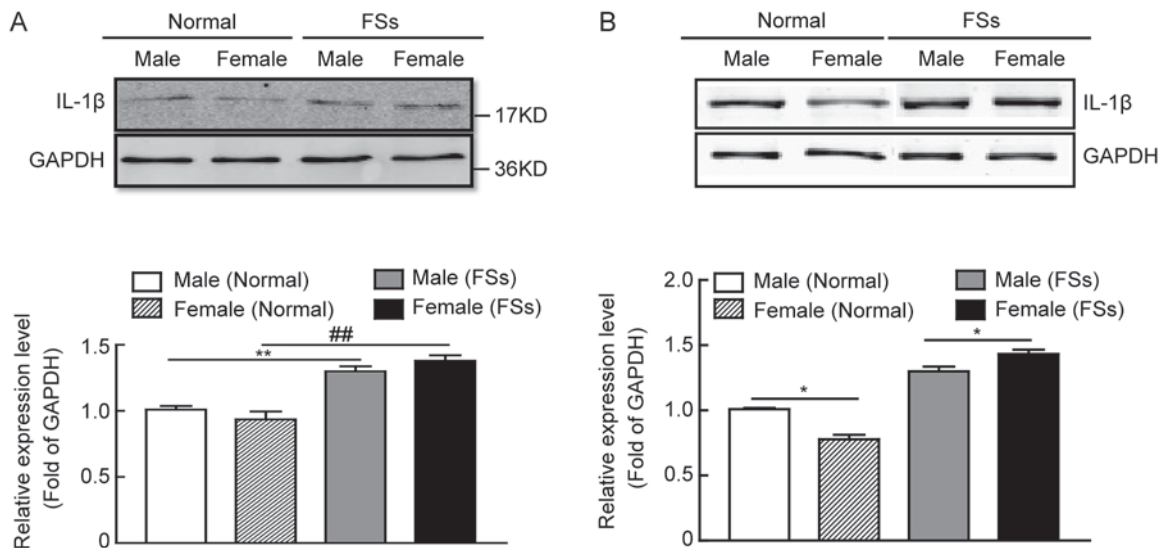 A
Normal FSs
Male Female Male Female
IL-1β
17KD
GAPDH
36KD
Male (Normal) Male (FSs)
Female (Normal) Female (FSs)
Relative expression level
(Fold of GAPDH)
1.5
1.0
0.5
0
**
##
B
Normal FSs
Male Female Male Female
IL-1β
GAPDH
Male (Normal) Male (FSs)
Female (Normal) Female (FSs)
Relative expression level
(Fold of GAPDH)
2.0
1.5
1.0
0.5
0
*
*